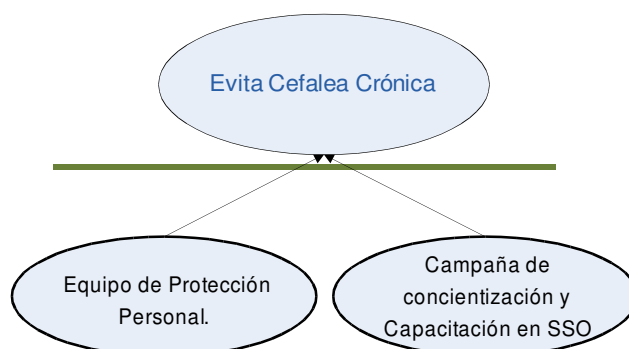 Evita Cefalea Crónica
Equipo de Protección
Personal.
Campaña de
concientización y
Capacitación en SSO